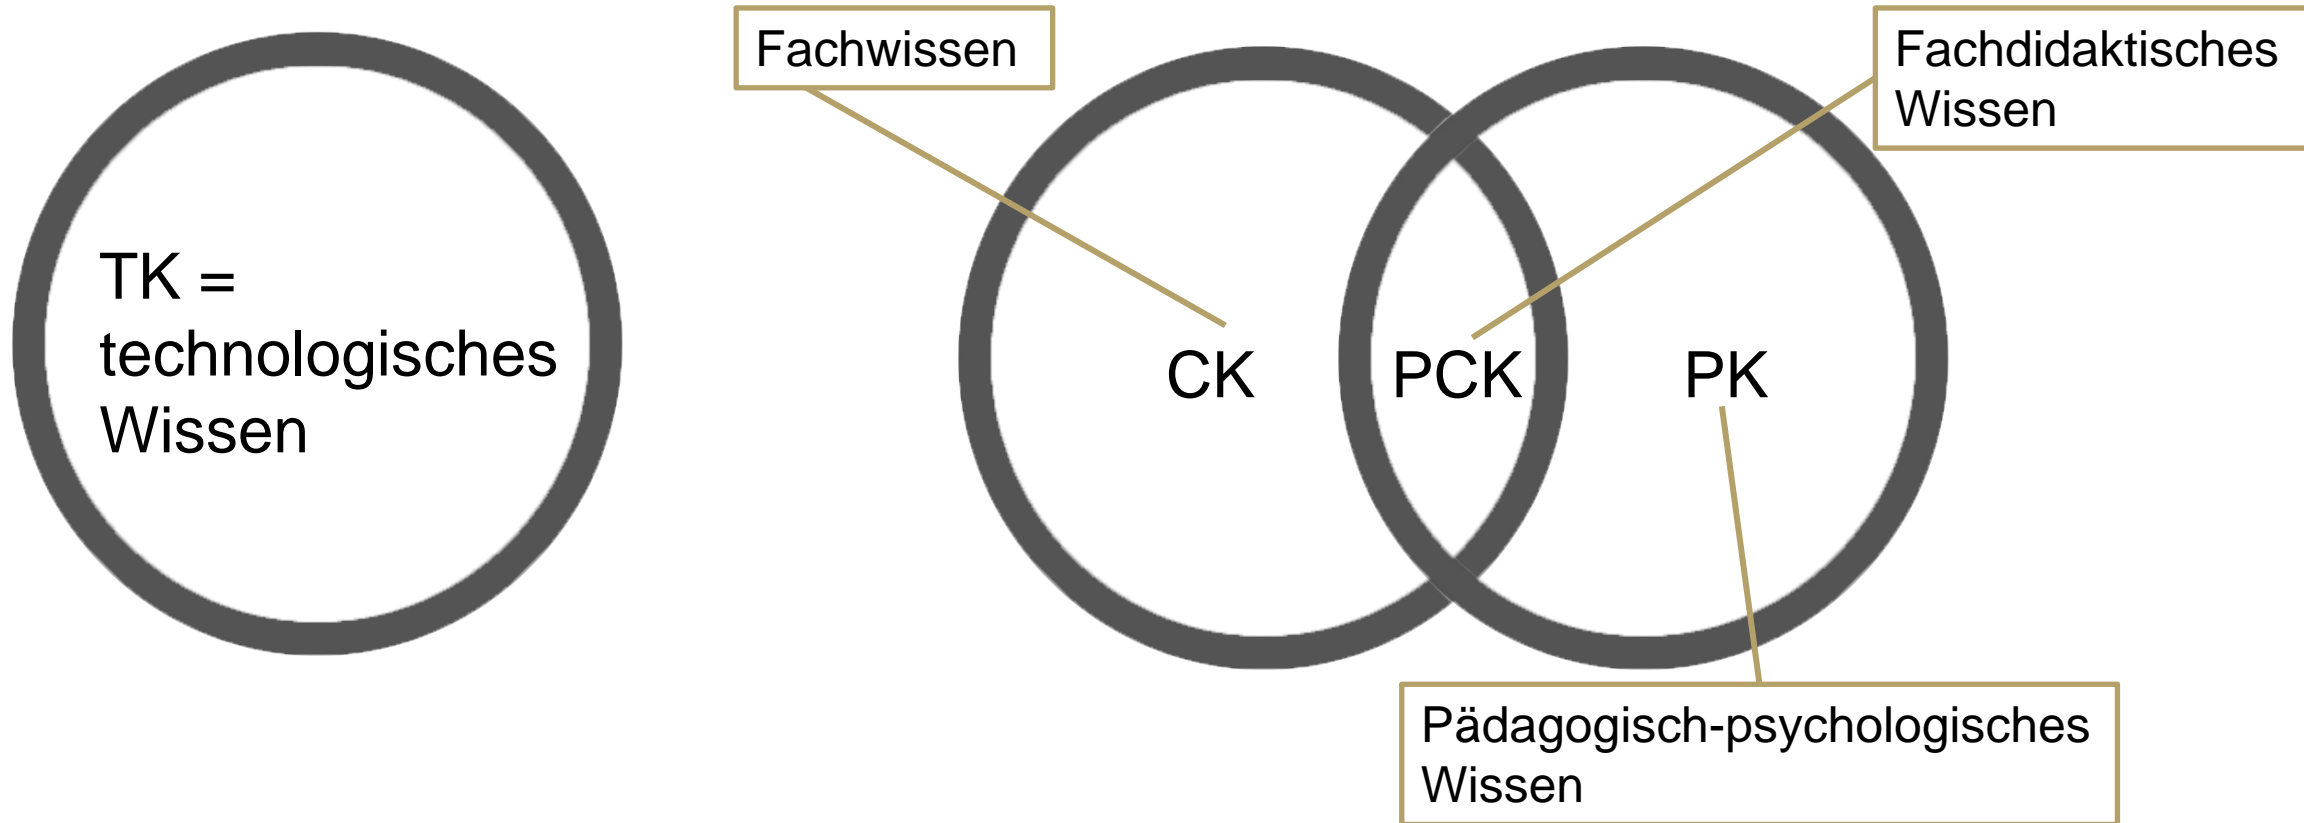 TK =
technologisches
Wissen
Fachwissen
Fachdidaktisches
Wissen
CK
PCK
PK
Pädagogisch-psychologisches
Wissen